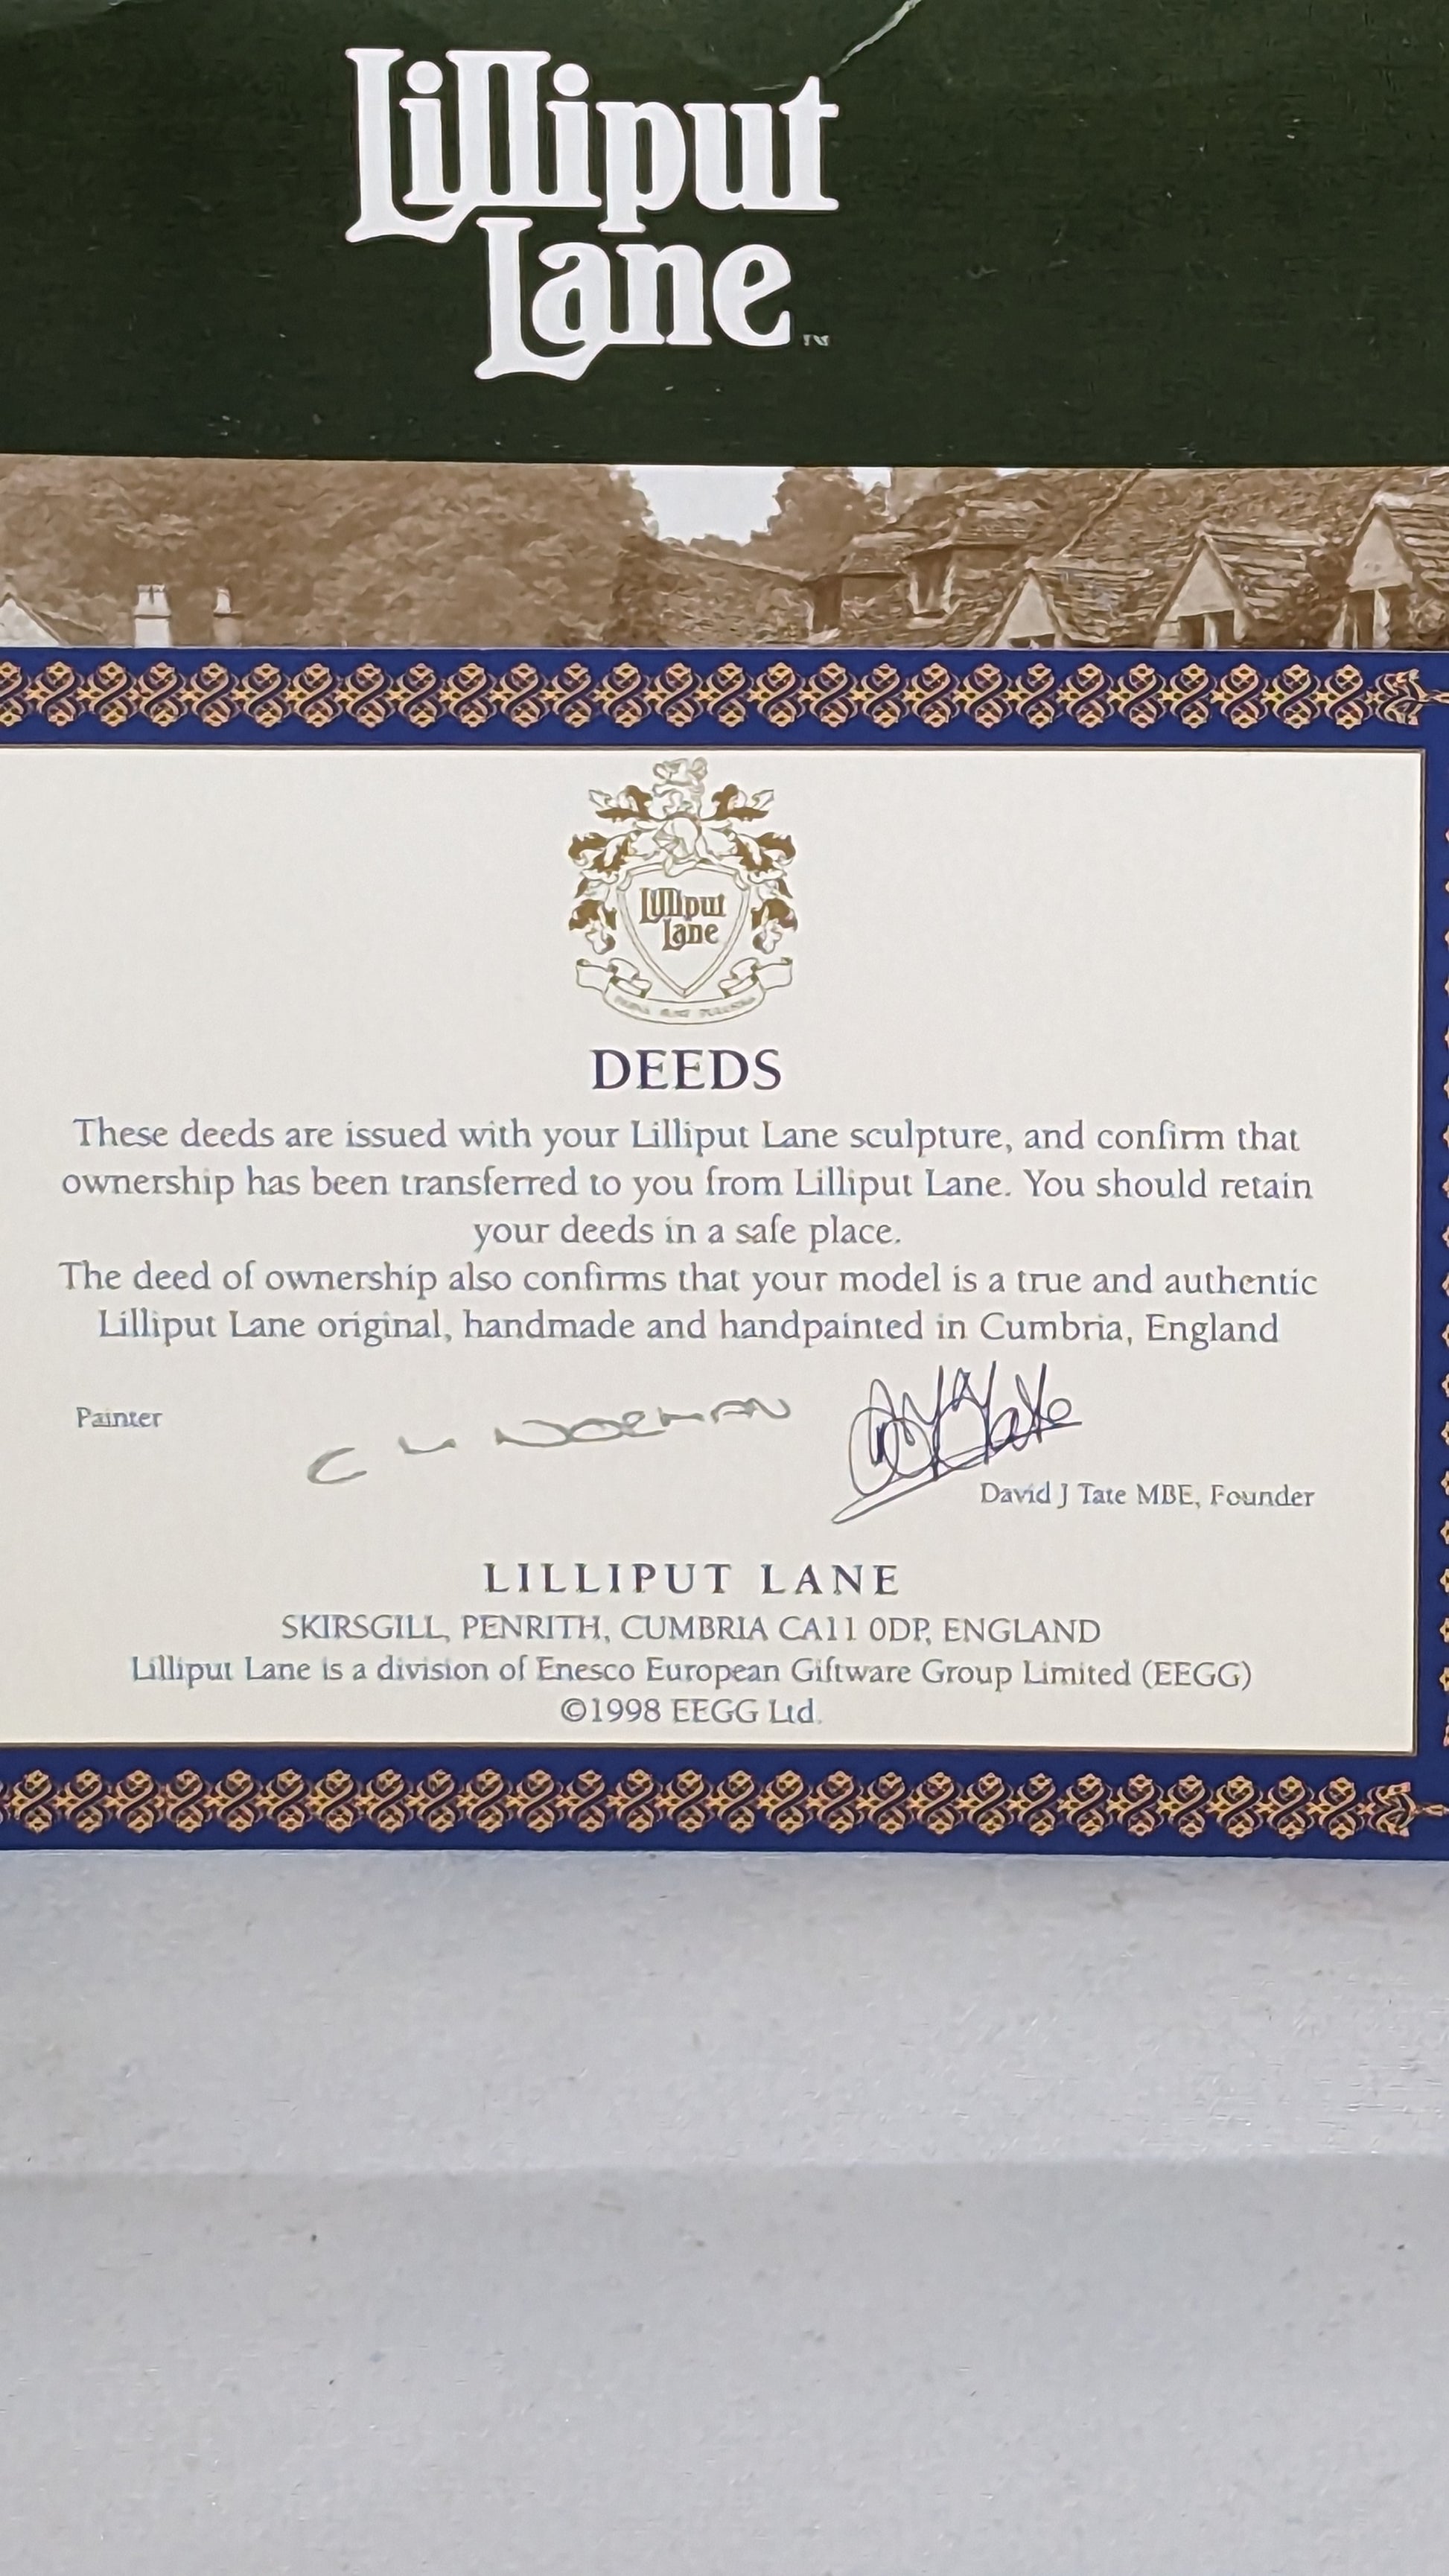 Lilliput
Lane™
Lilliput
Lane
DEEDS
These deeds are issued with your Lilliput Lane sculpture, and confirm that
ownership has been transferred to you from Lilliput Lane. You should retain
your deeds in a safe place.
The deed of ownership also confirms that your model is a true and authentic
Lilliput Lane original, handmade and handpainted in Cumbria, England
Painter
C NORMAN
David J Tate MBE, Founder
LILLIPUT LANE
SKIRSGILL, PENRITH, CUMBRIA CA11 0DP, ENGLAND
Lilliput Lane is a division of Enesco European Giftware Group Limited (EEGG)
©1998 EEGG Ltd.